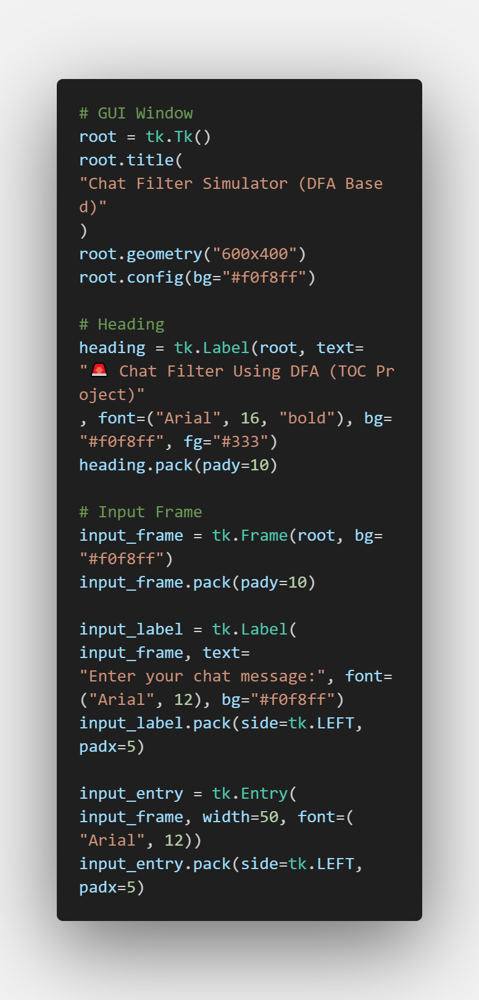 # GUI Window
root = tk.Tk()
root.title(
"Chat Filter Simulator (DFA Base
d)"
)
root.geometry("600x400")
root.config(bg="#f0f8ff")

# Heading
heading = tk.Label(root, text=
"🚨 Chat Filter Using DFA (TOC Pr
oject)"
, font=("Arial", 16, "bold"), bg=
"#f0f8ff", fg="#333")
heading.pack(pady=10)

# Input Frame
input_frame = tk.Frame(root, bg=
"#f0f8ff")
input_frame.pack(pady=10)

input_label = tk.Label(
input_frame, text=
"Enter your chat message:", font=
("Arial", 12), bg="#f0f8ff")
input_label.pack(side=tk.LEFT,
padx=5)

input_entry = tk.Entry(
input_frame, width=50, font=(
"Arial", 12))
input_entry.pack(side=tk.LEFT,
padx=5)